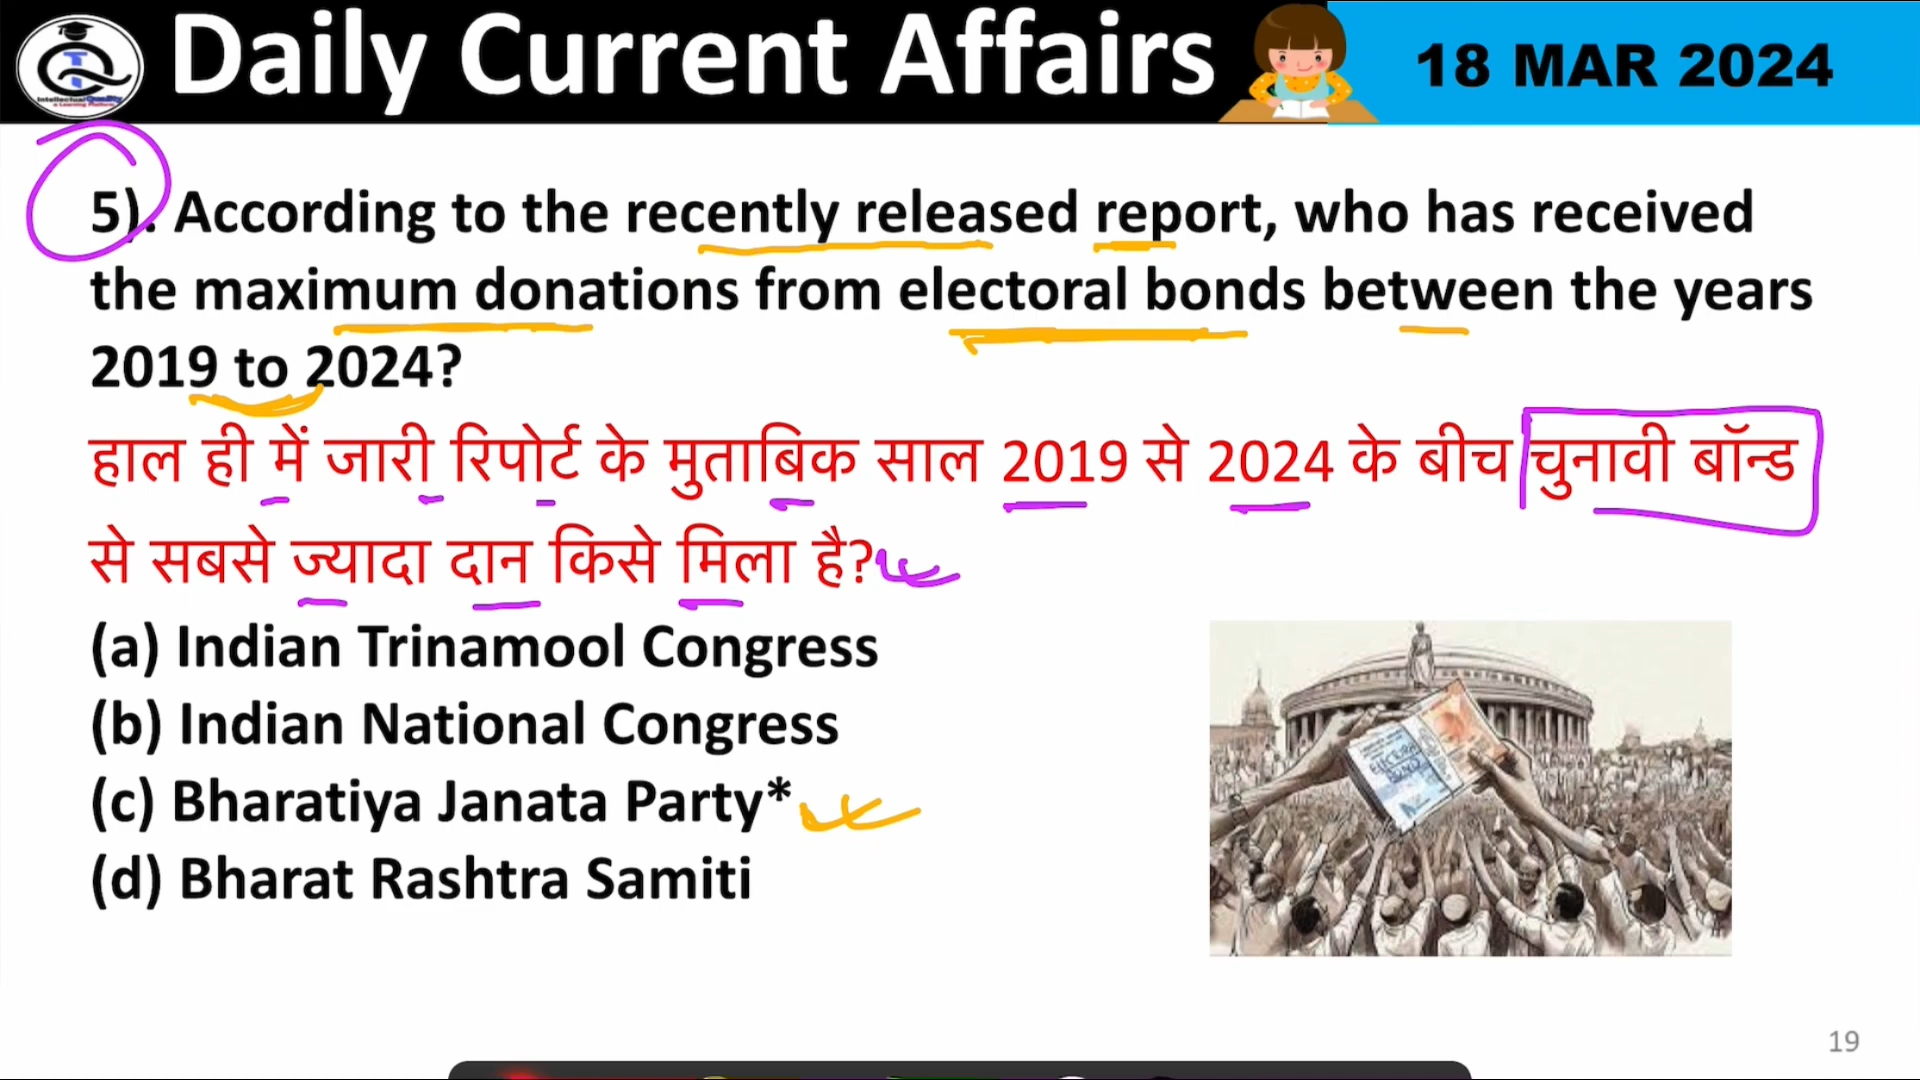 Daily Current Affairs
18 MAR 2024
5). According to the recently released report, who has received
the maximum donations from electoral bonds between the years
2019 to 2024?
हाल ही में जारी रिपोर्ट के मुताबिक साल 2019 से 2024 के बीच चुनावी बॉन्ड
से सबसे ज्यादा दान किसे मिला है?
(a) Indian Trinamool Congress
(b) Indian National Congress
(c) Bharatiya Janata Party*
(d) Bharat Rashtra Samiti
ELECTORAL
BOND
19